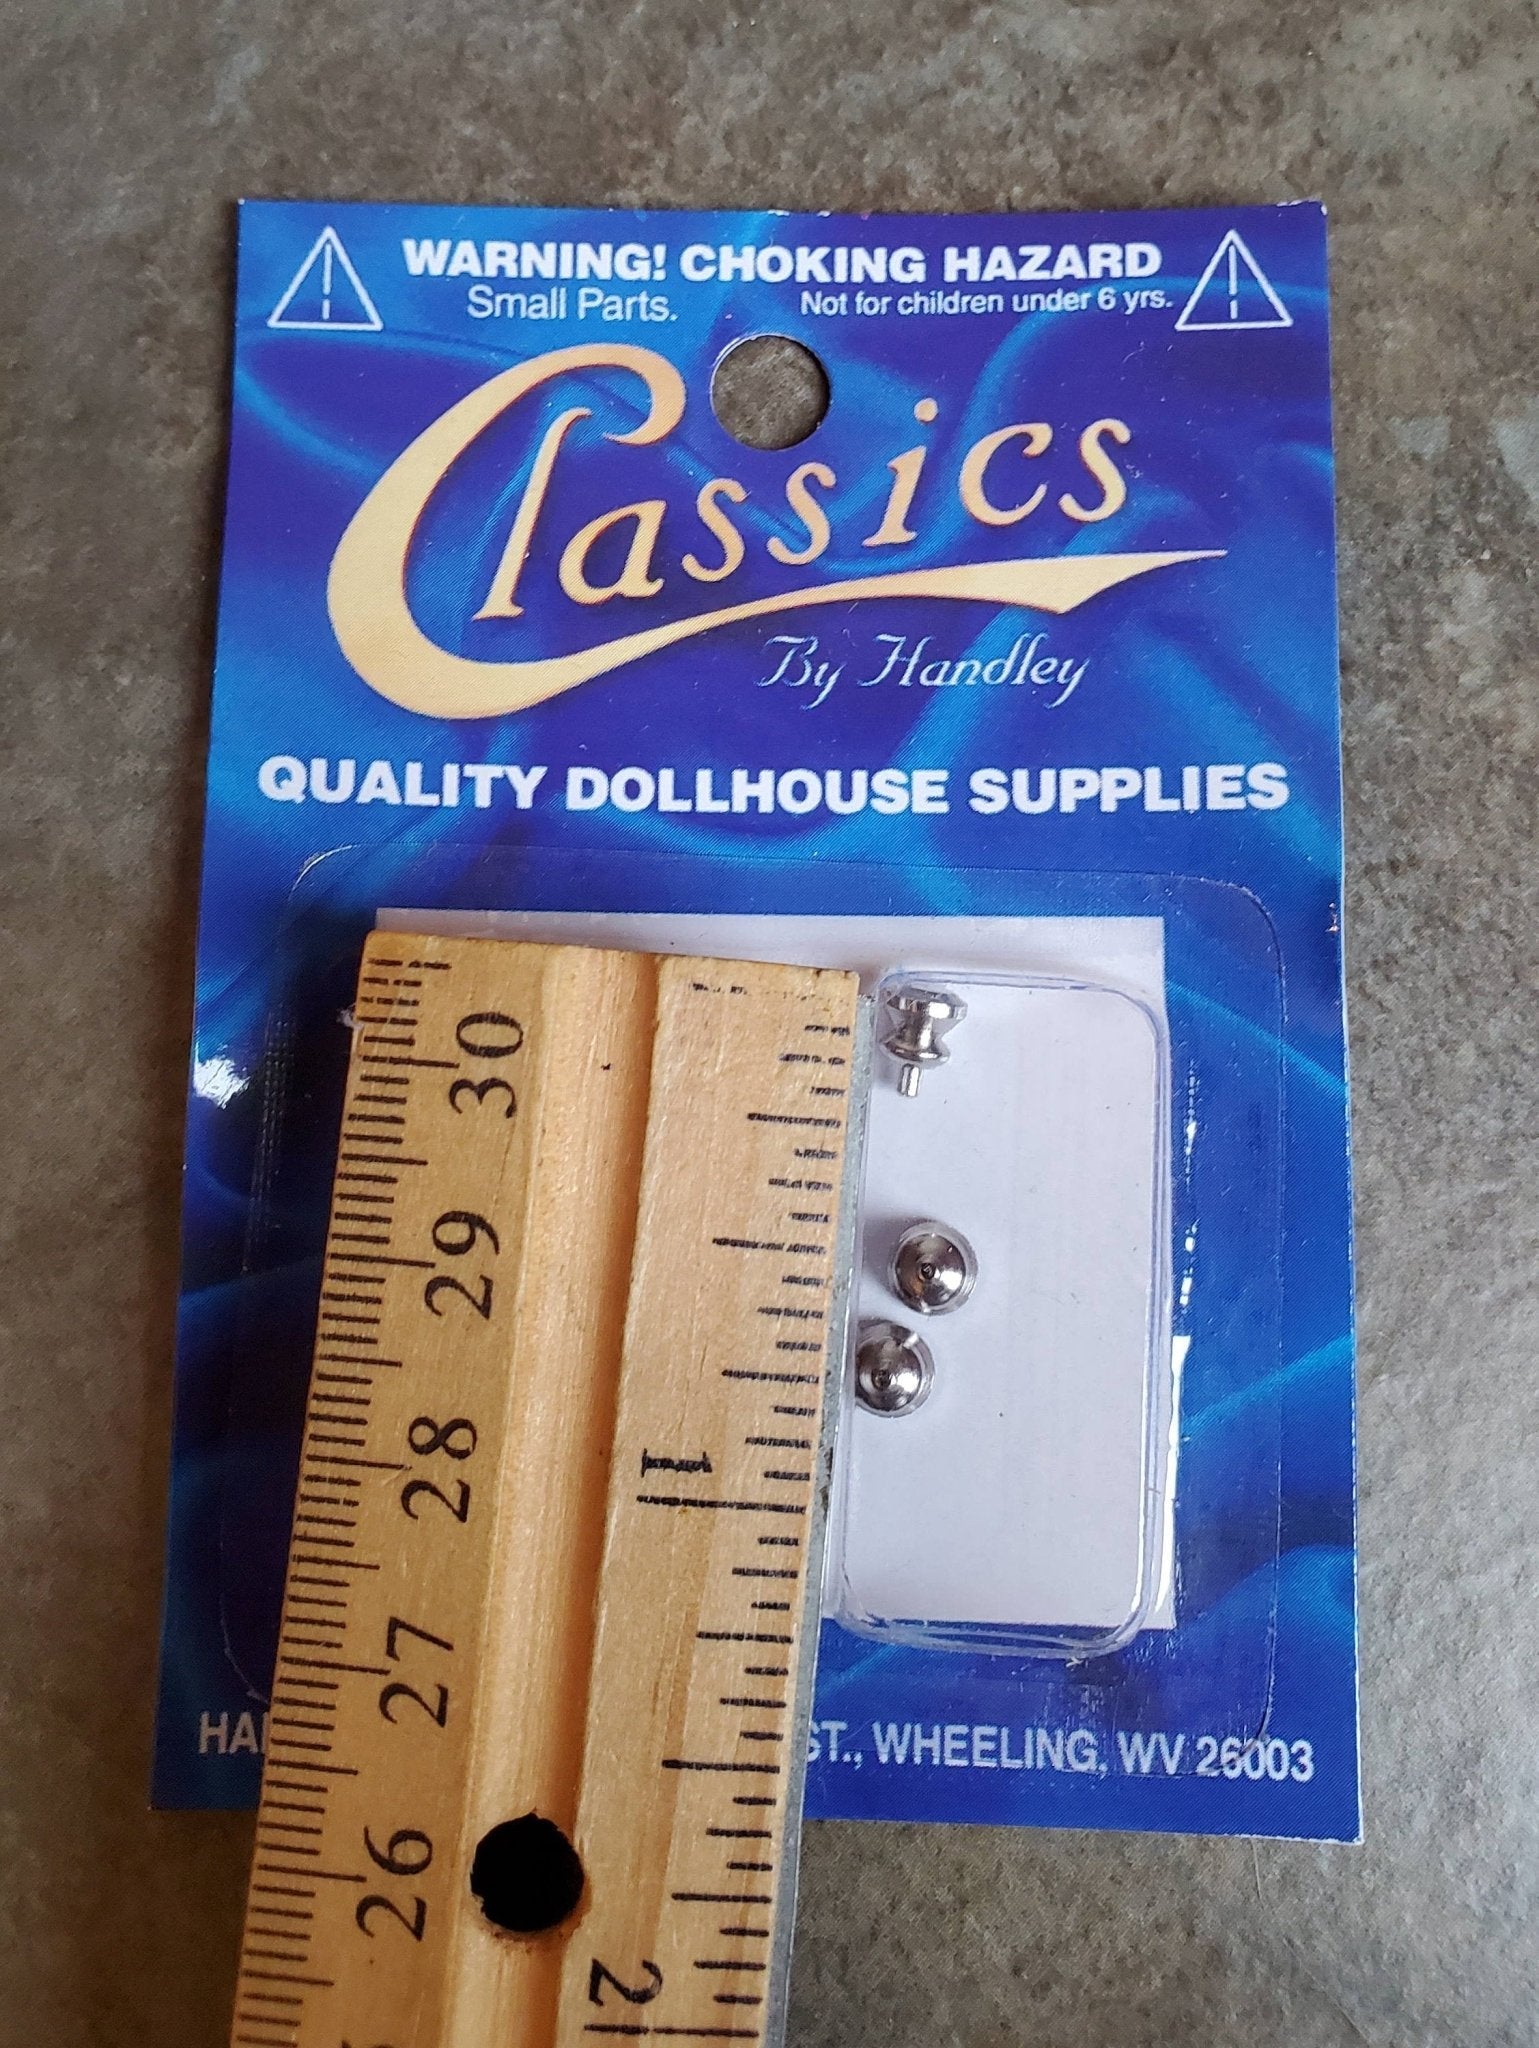 WARNING! CHOKING HAZARD
Small Parts. Not for children under 6 yrs.
Classics
By Handley
QUALITY DOLLHOUSE SUPPLIES
30
29
28
27
26
1
2
ST., WHEELING, WV 26003